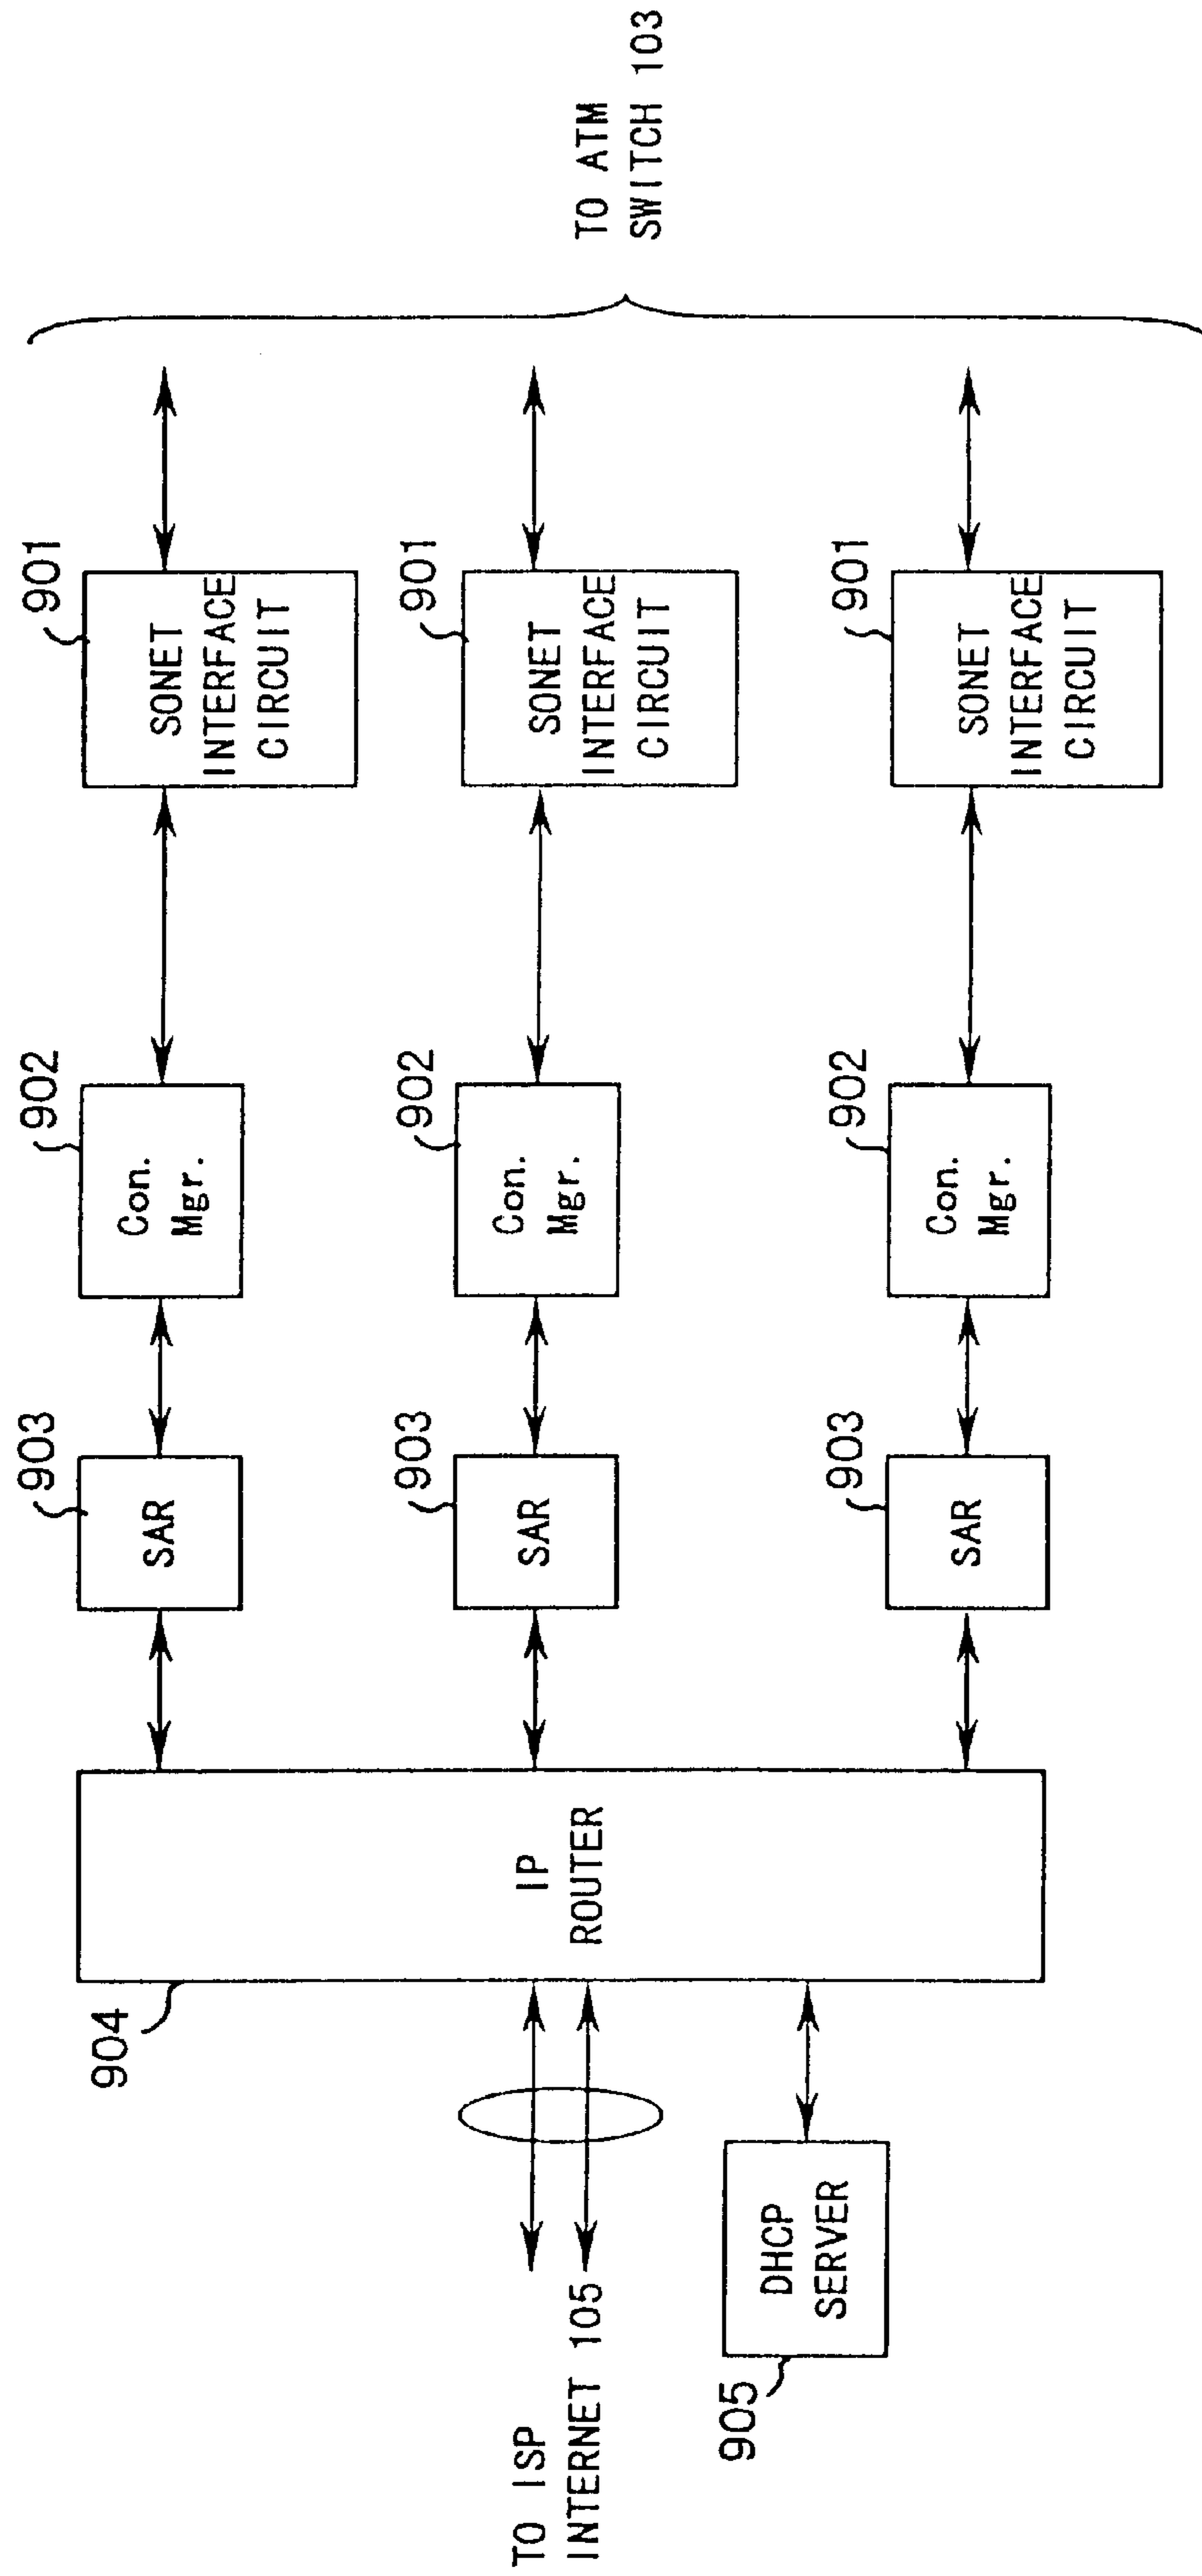 TO ISP
INTERNET 105
904
IP
ROUTER
905
DHCP
SERVER
903
SAR
902
Con.
Mgr.
901
SONET
INTERFACE
CIRCUIT
903
SAR
902
Con.
Mgr.
901
SONET
INTERFACE
CIRCUIT
903
SAR
902
Con.
Mgr.
901
SONET
INTERFACE
CIRCUIT
TO ATM
SWITCH 103